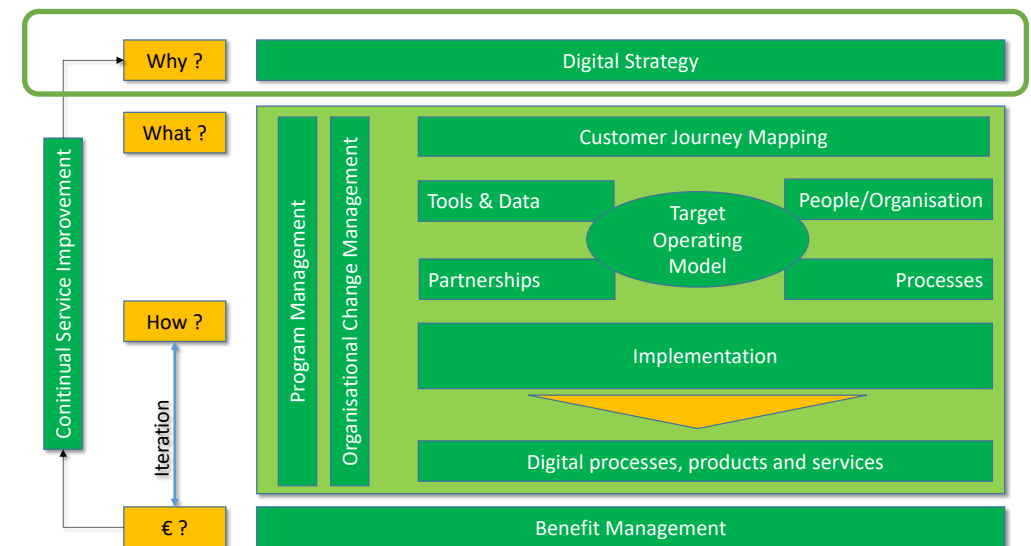 Why ?
Digital Strategy
What ?
Customer Journey Mapping
Conitinual Service Improvement
Program Management
Organisational Change Management
Tools & Data
People/Organisation
Target
Operating
Model
Partnerships
Processes
How ?
Implementation
Iteration
Digital processes, products and services
€ ?
Benefit Management